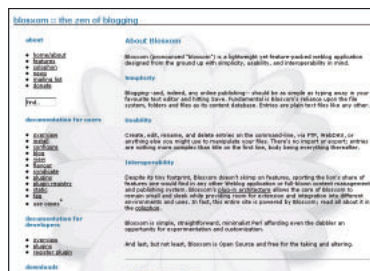 blosxom :: the zen of blogging
about
home/about
features
colophon
mailing list
donate
find...
documentation for users
overview
install
configure
blog
view
flavour
syndicate
plugins
plugin registry
static
faq
use cases
documentation for developers
overview
plugins
register plugin
downloads
About Blosxom
Blosxom (pronounced "blossom") is a lightweight yet feature-packed weblog application
designed from the ground up with simplicity, usability, and interoperability in mind.
Simplicity
Blogging--and, indeed, any online publishing-- should be as simple as typing away in your
favourite text editor and hitting Save. Fundamental is Blosxom's reliance upon the file
system, folders and files as its content database. Entries are plain text files like any other.
Usability
Create, edit, rename, and delete entries on the command-line, via FTP, WebDAV, or
anything else you might use to manipulate your files. There's no import or export; entries
are nothing more complex than title on the first line, body being everything thereafter.
Interoperability
Despite its tiny footprint, Blosxom doesn't skimp on features, sporting the lion's share of
features one would find in any other Weblog application or full-blown content management
and publishing system. Blosxom's plug-in architecture allows the core of Blosxom to
remain small and sleek while providing room for extension and integration into different
environments and uses. In fact, this entire site is powered by Blosxom; read all about it in
the colophon.
Blosxom is simple, straightforward, minimalist Perl affording even the dabbler an
opportunity for experimentation and customization.
And last, but not least, Blosxom is Open Source and free for the taking and altering.